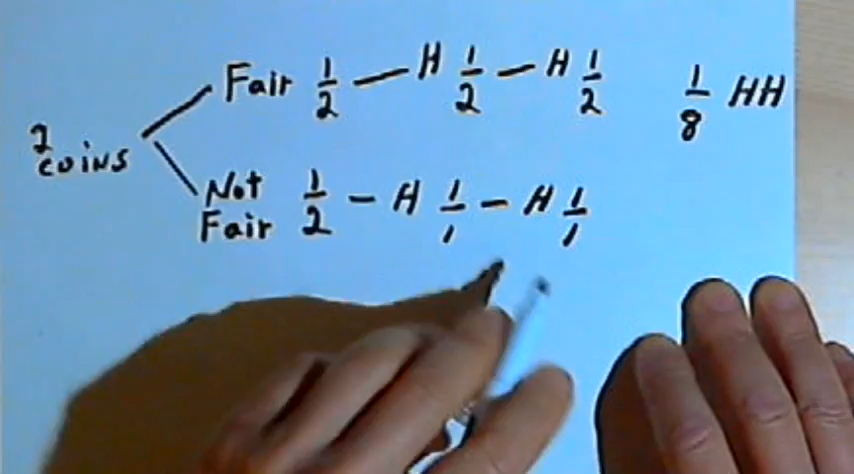 2 coins
Fair 1/2 — H 1/2 — H 1/2 1/8 HH
Not Fair 1/2 - H 1/1 - H 1/1